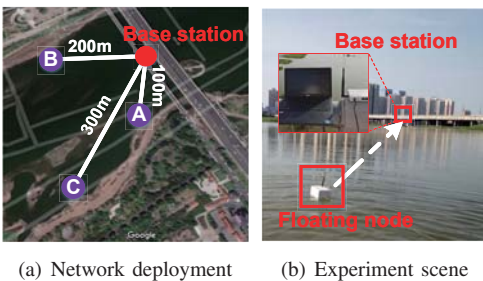 Base station
200m
B
100m
A
300m
C
Google
Base station
Floating node
(a) Network deployment
(b) Experiment scene